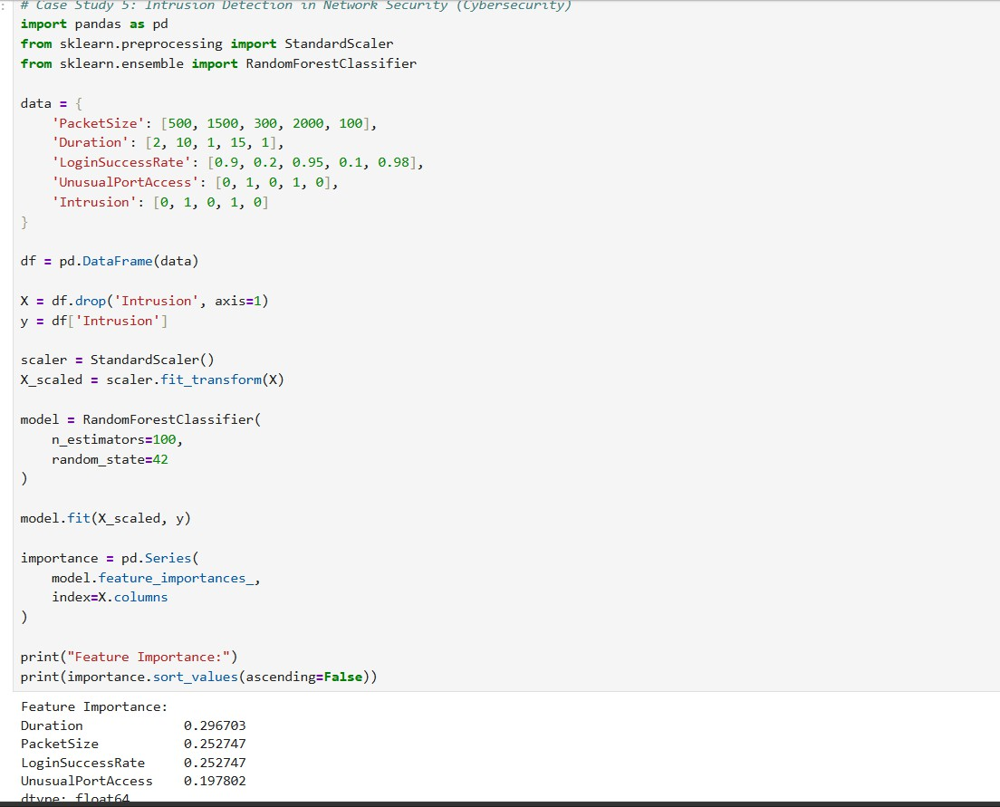 # Case Study 5: Intrusion Detection in Network Security (Cybersecurity)
import pandas as pd
from sklearn.preprocessing import StandardScaler
from sklearn.ensemble import RandomForestClassifier

data = {
    'PacketSize': [500, 1500, 300, 2000, 100],
    'Duration': [2, 10, 1, 15, 1],
    'LoginSuccessRate': [0.9, 0.2, 0.95, 0.1, 0.98],
    'UnusualPortAccess': [0, 1, 0, 1, 0],
    'Intrusion': [0, 1, 0, 1, 0]
}

df = pd.DataFrame(data)

X = df.drop('Intrusion', axis=1)
y = df['Intrusion']

scaler = StandardScaler()
X_scaled = scaler.fit_transform(X)

model = RandomForestClassifier(
    n_estimators=100,
    random_state=42
)

model.fit(X_scaled, y)

importance = pd.Series(
    model.feature_importances_,
    index=X.columns
)

print("Feature Importance:")
print(importance.sort_values(ascending=False))
Feature Importance:
Duration             0.296703
PacketSize           0.252747
LoginSuccessRate     0.252747
UnusualPortAccess    0.197802
dtype: float64